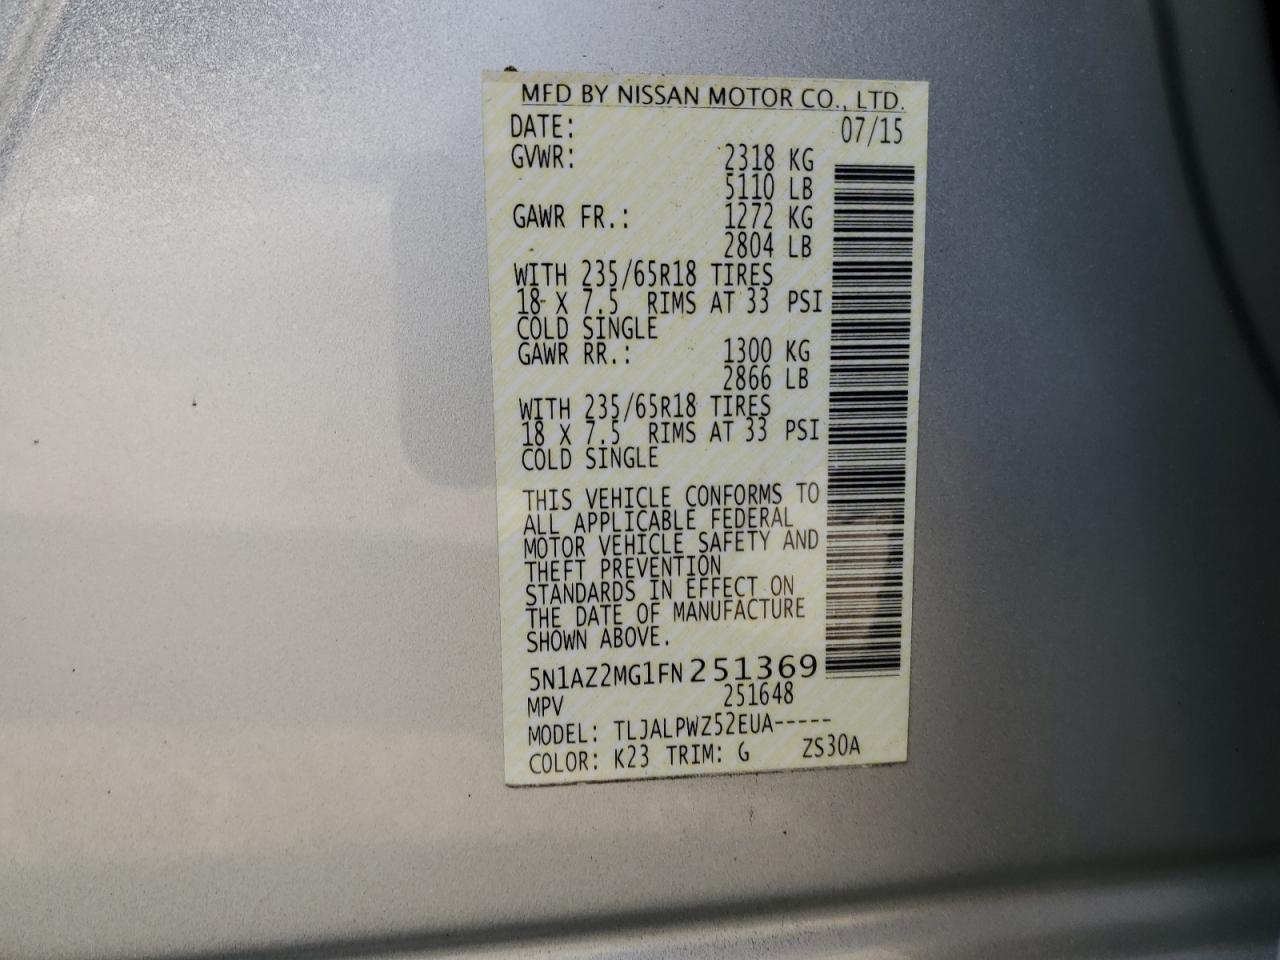 MFD BY NISSAN MOTOR CO., LTD.
DATE: 07/15
GVWR: 2318 KG
5110 LB
GAWR FR.: 1272 KG
2804 LB
WITH 235/65R18 TIRES
18 X 7.5 RIMS AT 33 PSI
COLD SINGLE
GAWR RR.: 1300 KG
2866 LB
WITH 235/65R18 TIRES
18 X 7.5 RIMS AT 33 PSI
COLD SINGLE
THIS VEHICLE CONFORMS TO
ALL APPLICABLE FEDERAL
MOTOR VEHICLE SAFETY AND
THEFT PREVENTION
STANDARDS IN EFFECT ON
THE DATE OF MANUFACTURE
SHOWN ABOVE.
5N1AZ2MG1FN251369
MPV 251648
MODEL: TLJALPWZ52EUA-----
COLOR: K23 TRIM: G ZS30A